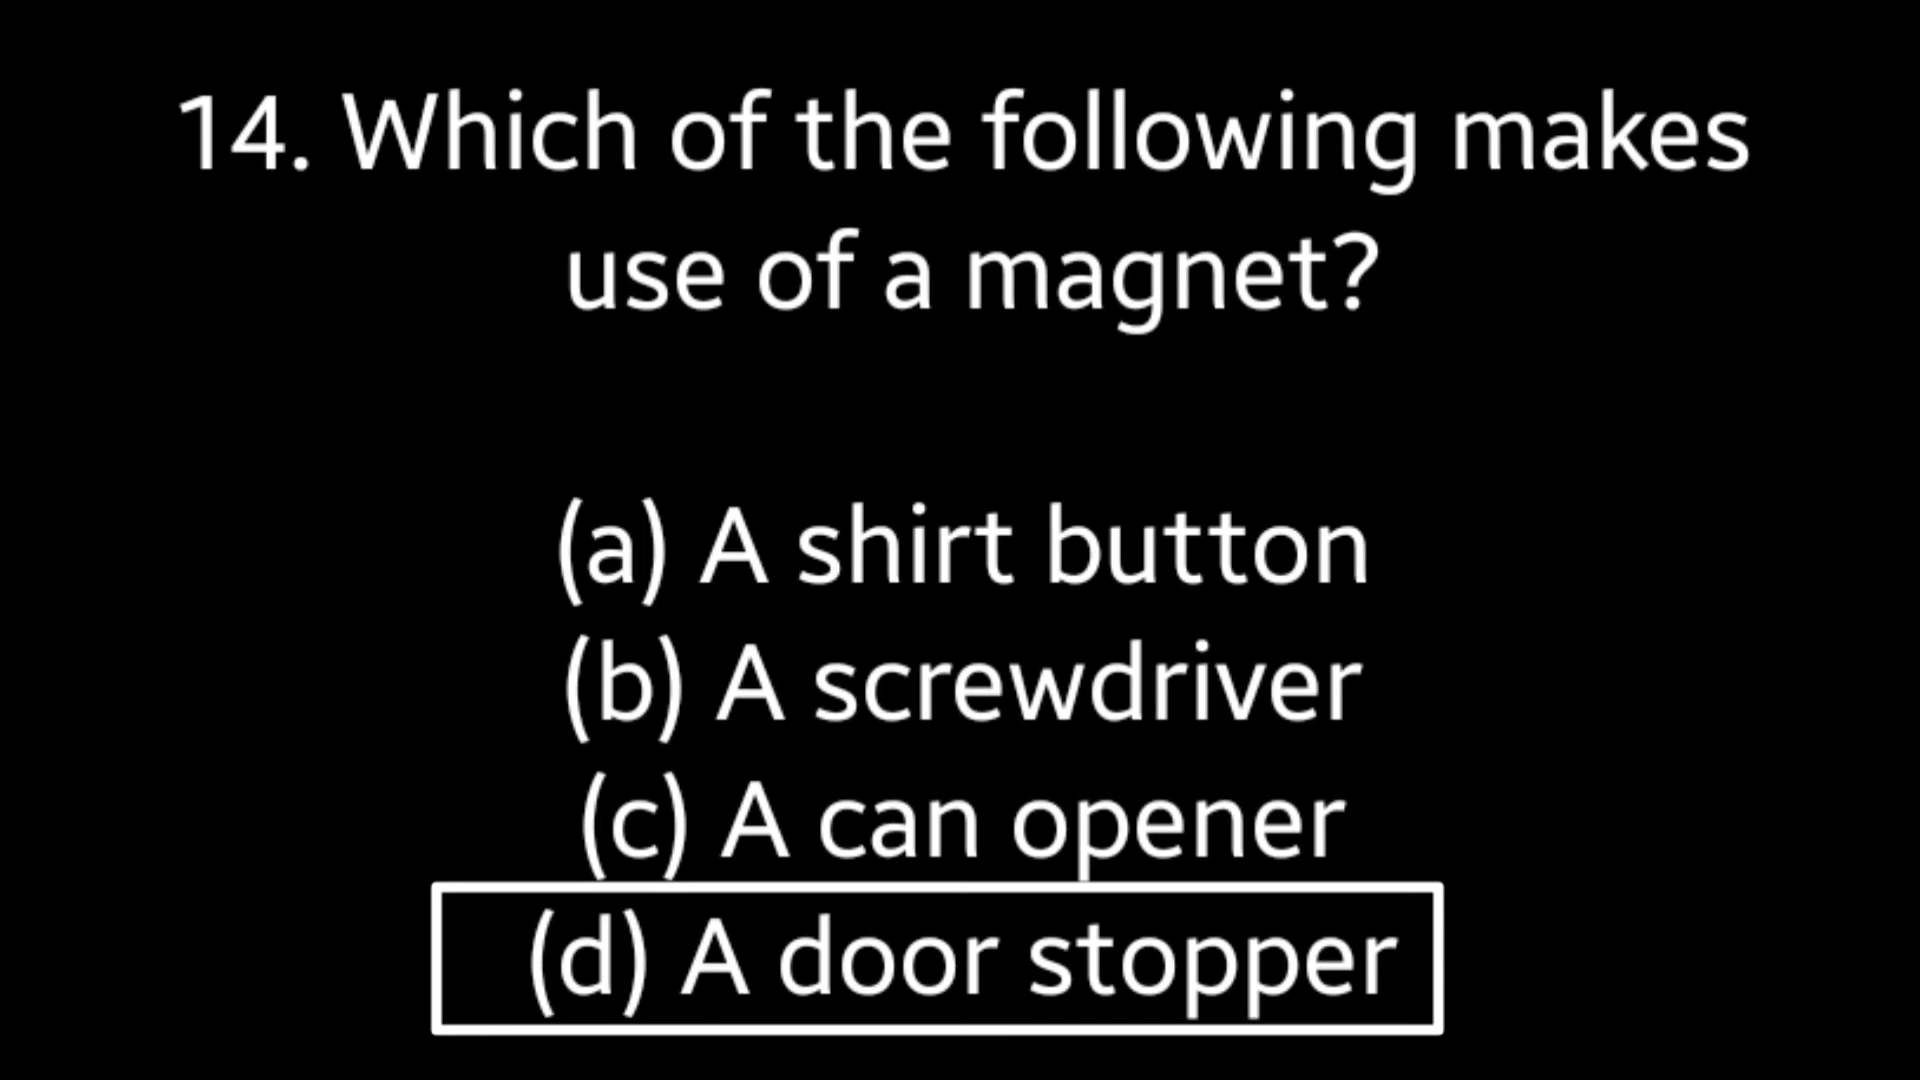 14. Which of the following makes
use of a magnet?
(a) A shirt button
(b) A screwdriver
(c) A can opener
(d) A door stopper